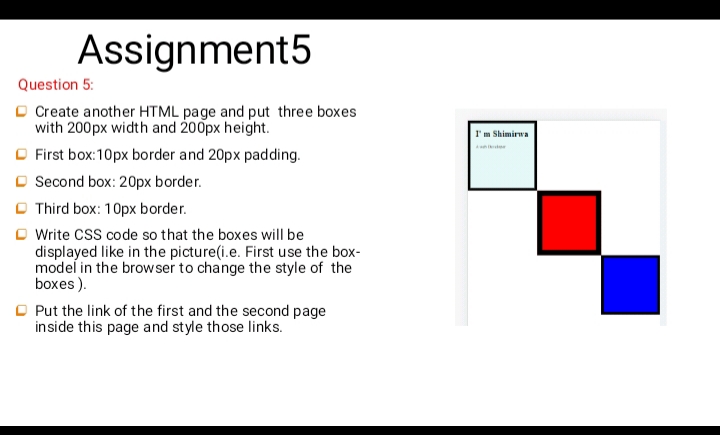 Assignment5
Question 5:
Create another HTML page and put three boxes
with 200px width and 200px height.
First box:10px border and 20px padding.
Second box: 20px border.
Third box: 10px border.
Write CSS code so that the boxes will be
displayed like in the picture(i.e. First use the box-
model in the browser to change the style of the
boxes ).
Put the link of the first and the second page
inside this page and style those links.
I' m Shimirwa